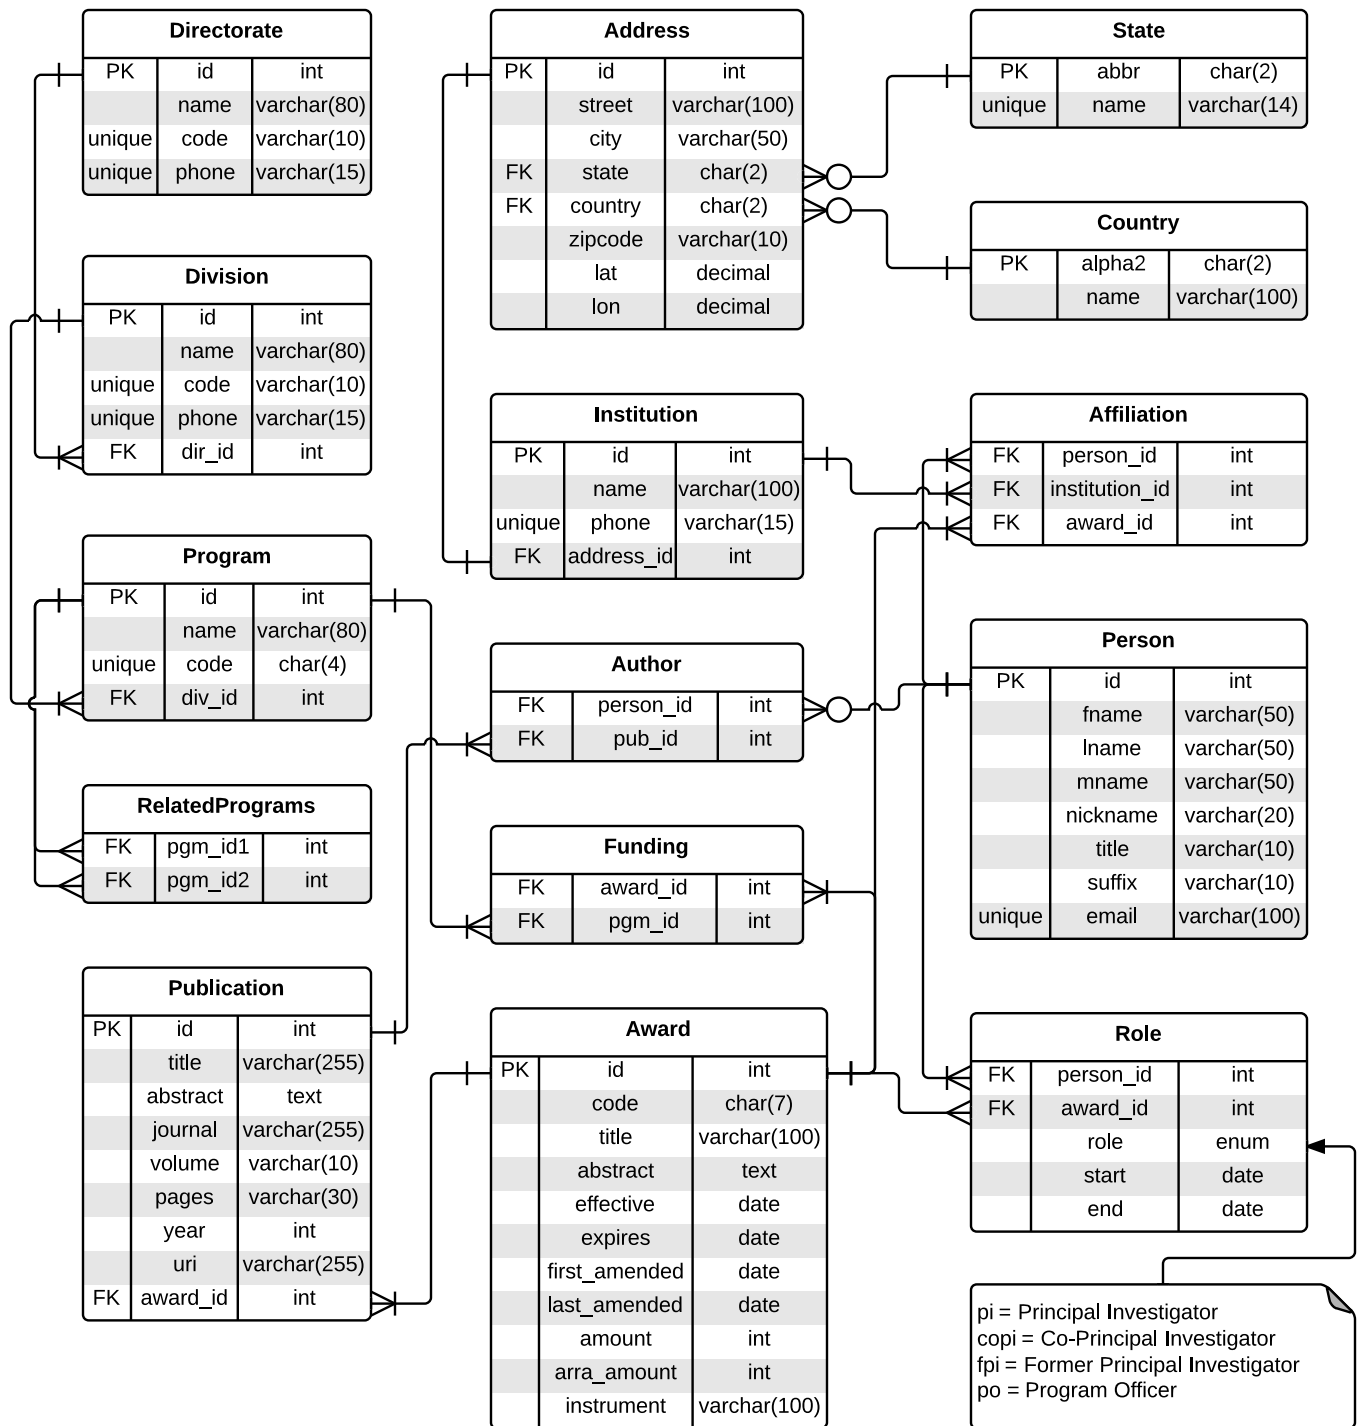 Directorate
PK id int
name varchar(80)
unique code varchar(10)
unique phone varchar(15)
Division
PK id int
name varchar(80)
unique code varchar(10)
unique phone varchar(15)
FK dir_id int
Program
PK id int
name varchar(80)
unique code char(4)
FK div_id int
RelatedPrograms
FK pgm_id1 int
FK pgm_id2 int
Publication
PK id int
title varchar(255)
abstract text
journal varchar(255)
volume varchar(10)
pages varchar(30)
year int
uri varchar(255)
FK award_id int
Address
PK id int
street varchar(100)
city varchar(50)
FK state char(2)
FK country char(2)
zipcode varchar(10)
lat decimal
lon decimal
Institution
PK id int
name varchar(100)
unique phone varchar(15)
FK address_id int
Author
FK person_id int
FK pub_id int
Funding
FK award_id int
FK pgm_id int
Award
PK id int
code char(7)
title varchar(100)
abstract text
effective date
expires date
first_amended date
last_amended date
amount int
arra_amount int
instrument varchar(100)
State
PK abbr char(2)
unique name varchar(14)
Country
PK alpha2 char(2)
name varchar(100)
Affiliation
FK person_id int
FK institution_id int
FK award_id int
Person
PK id int
fname varchar(50)
lname varchar(50)
mname varchar(50)
nickname varchar(20)
title varchar(10)
suffix varchar(10)
unique email varchar(100)
Role
FK person_id int
FK award_id int
role enum
start date
end date
pi = Principal Investigator
copi = Co-Principal Investigator
fpi = Former Principal Investigator
po = Program Officer